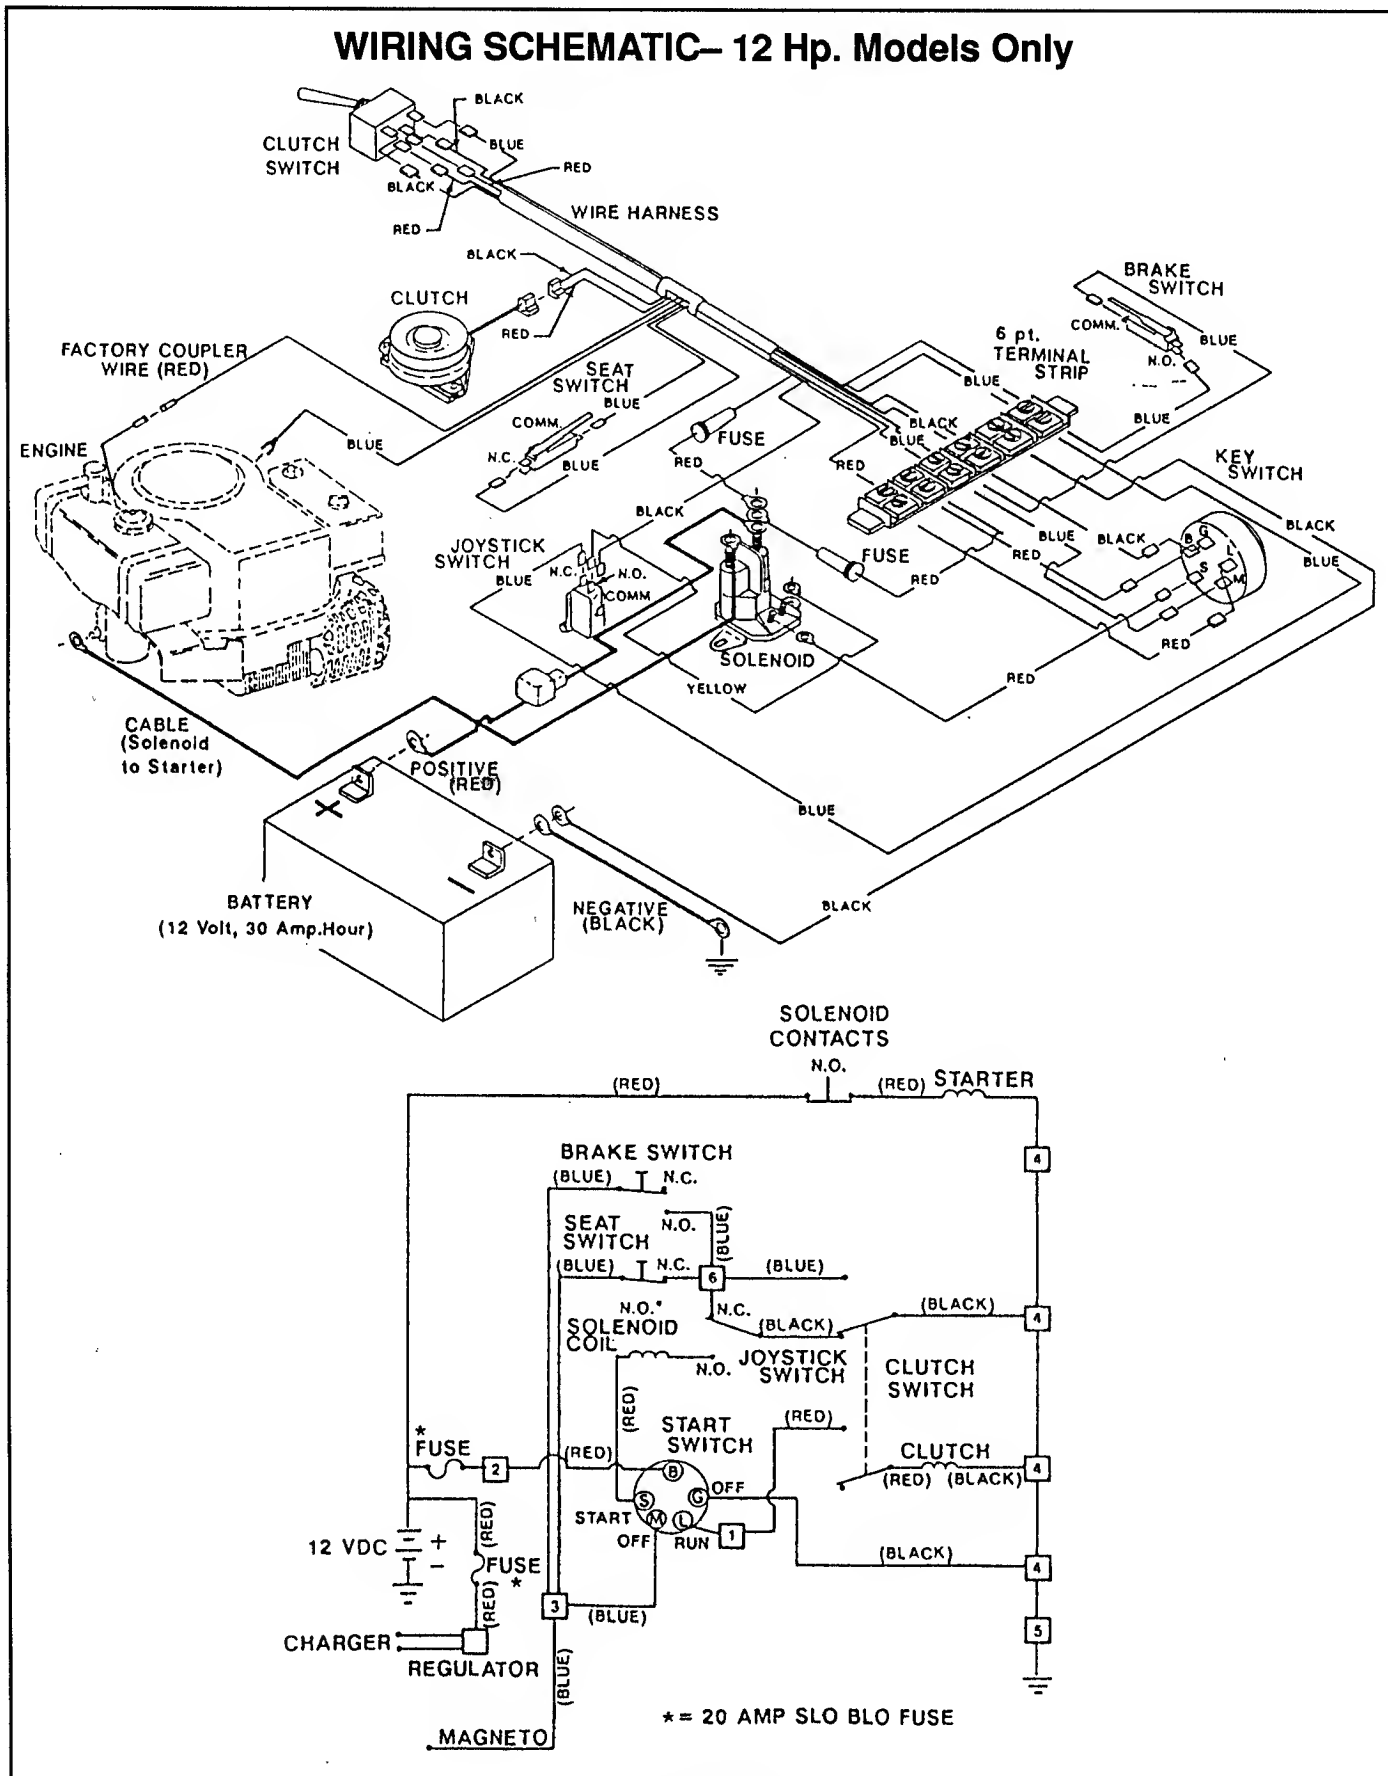 WIRING SCHEMATIC– 12 Hp. Models Only
BLACK
CLUTCH
SWITCH
BLUE
RED
BLACK
RED
WIRE HARNESS
BLACK
BRAKE
SWITCH
CLUTCH
RED
COMM.
BLUE
N.O.
6 pt.
TERMINAL
STRIP
FACTORY COUPLER
WIRE (RED)
SEAT
SWITCH
BLUE
BLUE
COMM.
BLACK
BLUE
BLUE
FUSE
ENGINE
BLUE
N.C.
BLUE
RED
RED
KEY
SWITCH
BLACK
JOYSTICK
SWITCH
BLACK
BLUE
BLUE
BLACK
B
G
L
S
M
BLUE
N.C.
N.O.
COMM
FUSE
RED
RED
RED
SOLENOID
YELLOW
RED
CABLE
(Solenoid
to Starter)
POSITIVE
(RED)
+
BLUE
–
BATTERY
(12 Volt, 30 Amp.Hour)
NEGATIVE
(BLACK)
BLACK
SOLENOID
CONTACTS
N.O.
(RED)
(RED)
STARTER
BRAKE SWITCH
(BLUE)
N.C.
4
SEAT
SWITCH
N.O.
(BLUE)
(BLUE)
N.C.
6
(BLUE)
N.O.
N.C.
(BLACK)
(BLACK)
4
SOLENOID
COIL
N.O.
JOYSTICK
SWITCH
CLUTCH
SWITCH
(RED)
START
SWITCH
(RED)
*
FUSE
2
(RED)
B
CLUTCH
(RED)
(BLACK)
4
S
G
OFF
START
M
L
OFF
RUN
1
12 VDC
+
–
(RED)
FUSE
*
(RED)
(BLACK)
4
3
(BLUE)
5
CHARGER
REGULATOR
(BLUE)
MAGNETO
*= 20 AMP SLO BLO FUSE